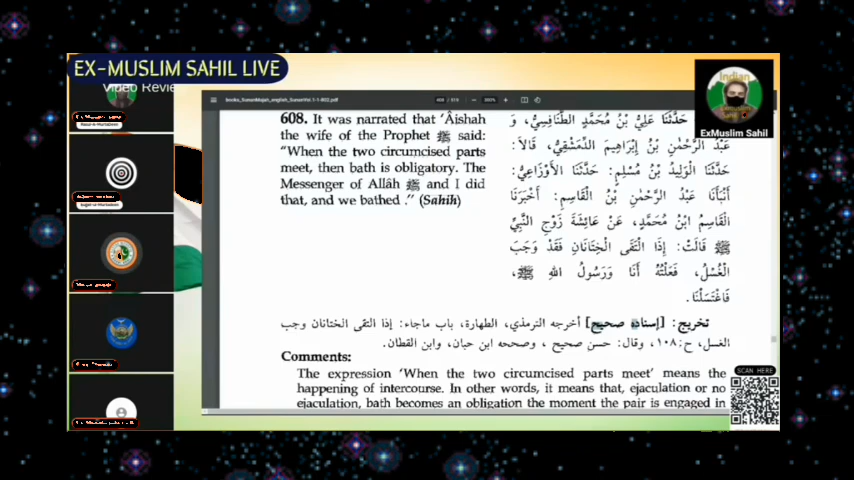 EX-MUSLIM SAHIL LIVE
Video Revie
Indian
ExMuslim Sahil
608. It was narrated that 'Âishah
the wife of the Prophet ﷺ said:
"When the two circumcised parts
meet, then bath is obligatory. The
Messenger of Allâh ﷺ and I did
that, and we bathed ." (Sahih)
حَدَّثَنَا عَلِيُّ بْنُ مُحَمَّدٍ الطَّنَافِسِيُّ، وَ
عَبْدُ الرَّحْمٰنِ بْنُ إِبْرَاهِيمَ الدِّمَشْقِيُّ، قَالاَ:
حَدَّثَنَا الْوَلِيدُ بْنُ مُسْلِمٍ: حَدَّثَنَا الأَوْزَاعِيُّ:
أَنْبَأَنَا عَبْدُ الرَّحْمٰنِ بْنُ الْقَاسِمِ: أَخْبَرَنَا
الْقَاسِمُ ابْنُ مُحَمَّدٍ، عَنْ عَائِشَةَ زَوْجِ النَّبِيِّ
ﷺ قَالَتْ: إِذَا الْتَقَى الْخِتَانَانِ فَقَدْ وَجَبَ
الْغُسْلُ، فَعَلْتُهُ أَنَا وَرَسُولُ اللهِ ﷺ،
فَاغْتَسَلْنَا.
تخريج: [إسناده صحيح] أخرجه الترمذي، الطهارة، باب ماجاء: إذا التقى الختانان وجب
الغسل، ح:١٠٨، وقال: حسن صحيح ، وصححه ابن حبان، وابن القطان.
Comments:
The expression 'When the two circumcised parts meet' means the
happening of intercourse. In other words, it means that, ejaculation or no
ejaculation, bath becomes an obligation the moment the pair is engaged in
SCAN HERE